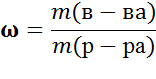 ω = m(в − ва) / m(р − ра)